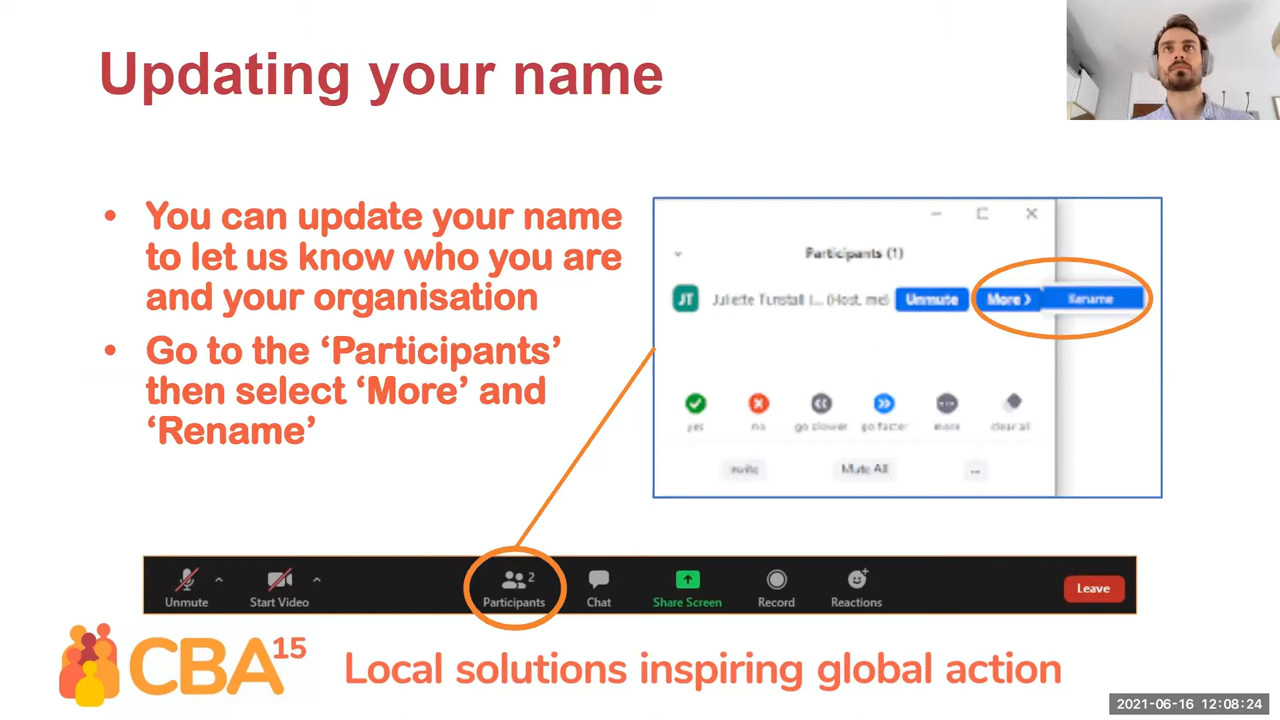 Updating your name
• You can update your name
to let us know who you are
and your organisation
• Go to the ‘Participants’
then select ‘More’ and
‘Rename’
Participants (1)
JT Juliette Tunstall (... (Host, me) Unmute More > Rename
yes no go slower go faster more clear all
Invite Mute All ...
2
Unmute Start Video Participants Chat Share Screen Record Reactions Leave
CBA15 Local solutions inspiring global action
2021-06-16 12:08:24